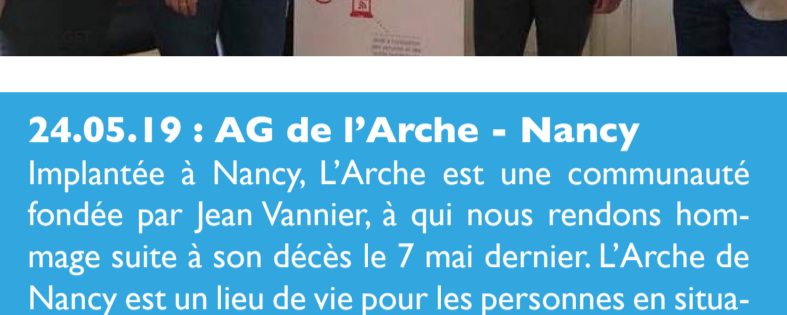 24.05.19 : AG de l’Arche - Nancy
Implantée à Nancy, L’Arche est une communauté
fondée par Jean Vannier, à qui nous rendons hom-
mage suite à son décès le 7 mai dernier. L’Arche de
Nancy est un lieu de vie pour les personnes en situa-